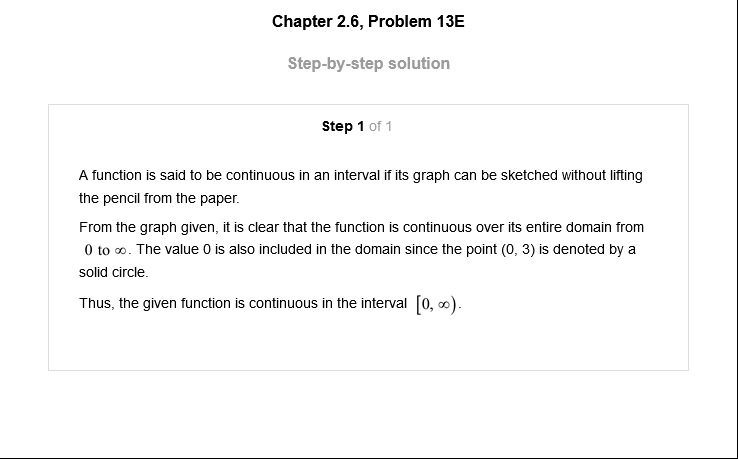 Chapter 2.6, Problem 13E
Step-by-step solution
Step 1 of 1
A function is said to be continuous in an interval if its graph can be sketched without lifting
the pencil from the paper.
From the graph given, it is clear that the function is continuous over its entire domain from
0 to ∞. The value 0 is also included in the domain since the point (0, 3) is denoted by a
solid circle.
Thus, the given function is continuous in the interval [0, ∞).